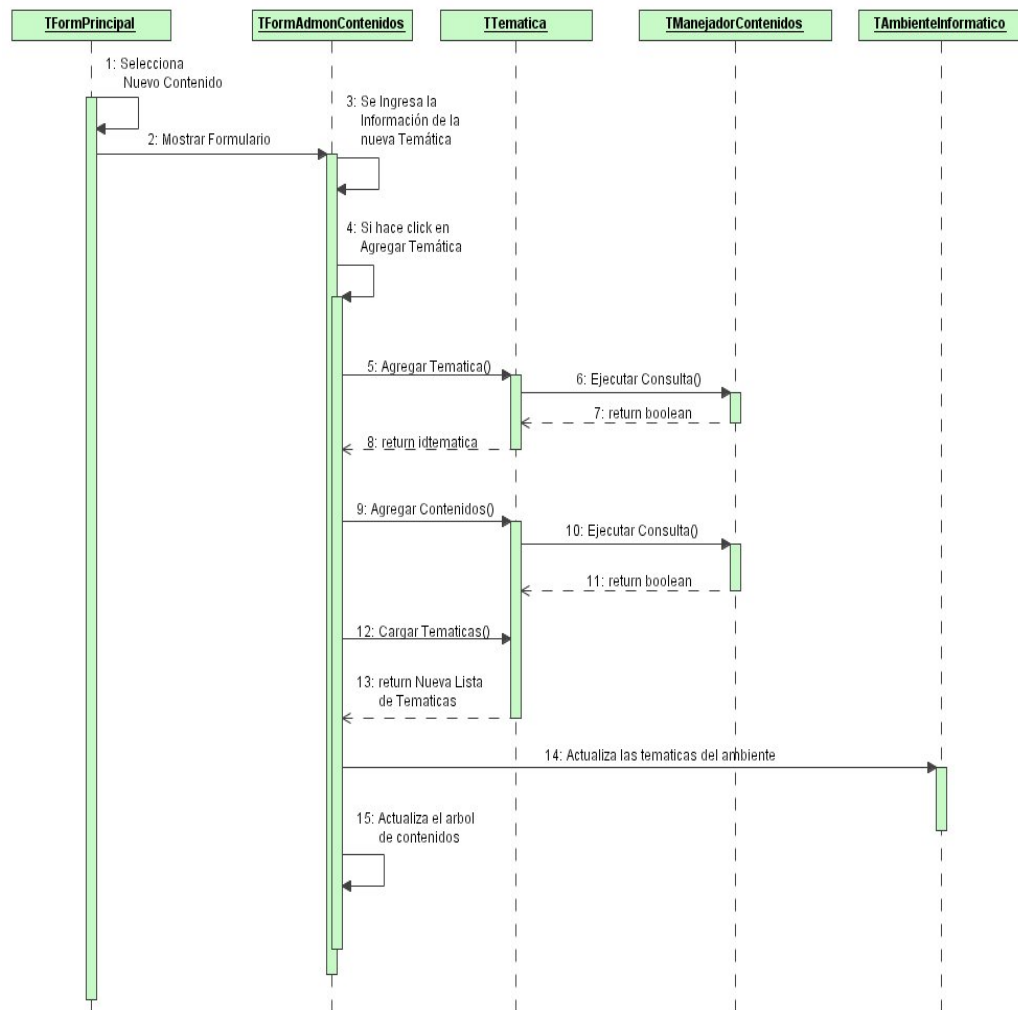 TFormPrincipal
TFormAdmonContenidos
TTematica
TManejadorContenidos
TAmbienteInformatico
1: Selecciona
Nuevo Contenido
2: Mostrar Formulario
3: Se Ingresa la
Información de la
nueva Temática
4: Si hace click en
Agregar Temática
5: Agregar Tematica()
6: Ejecutar Consulta()
7: return boolean
8: return idtematica
9: Agregar Contenidos()
10: Ejecutar Consulta()
11: return boolean
12: Cargar Tematicas()
13: return Nueva Lista
de Tematicas
14: Actualiza las tematicas del ambiente
15: Actualiza el arbol
de contenidos